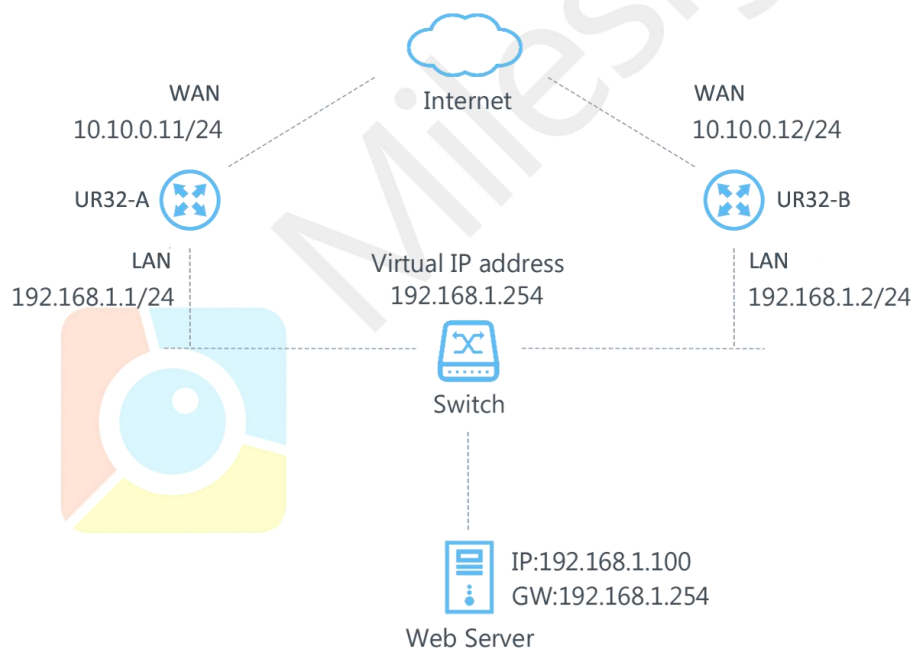 Internet
WAN
10.10.0.11/24
WAN
10.10.0.12/24
UR32-A
UR32-B
LAN
192.168.1.1/24
Virtual IP address
192.168.1.254
LAN
192.168.1.2/24
Switch
IP:192.168.1.100
GW:192.168.1.254
Web Server